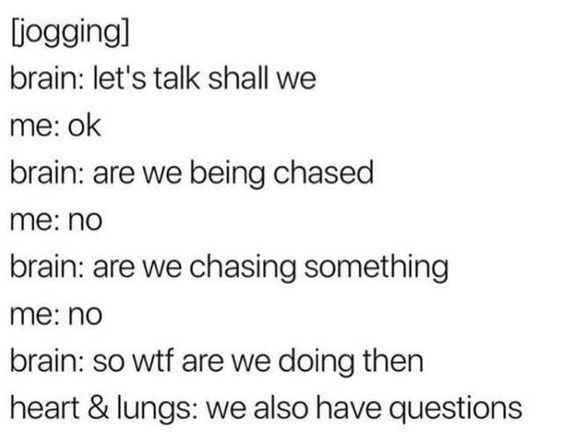 [jogging]
brain: let's talk shall we
me: ok
brain: are we being chased
me: no
brain: are we chasing something
me: no
brain: so wtf are we doing then
heart & lungs: we also have questions